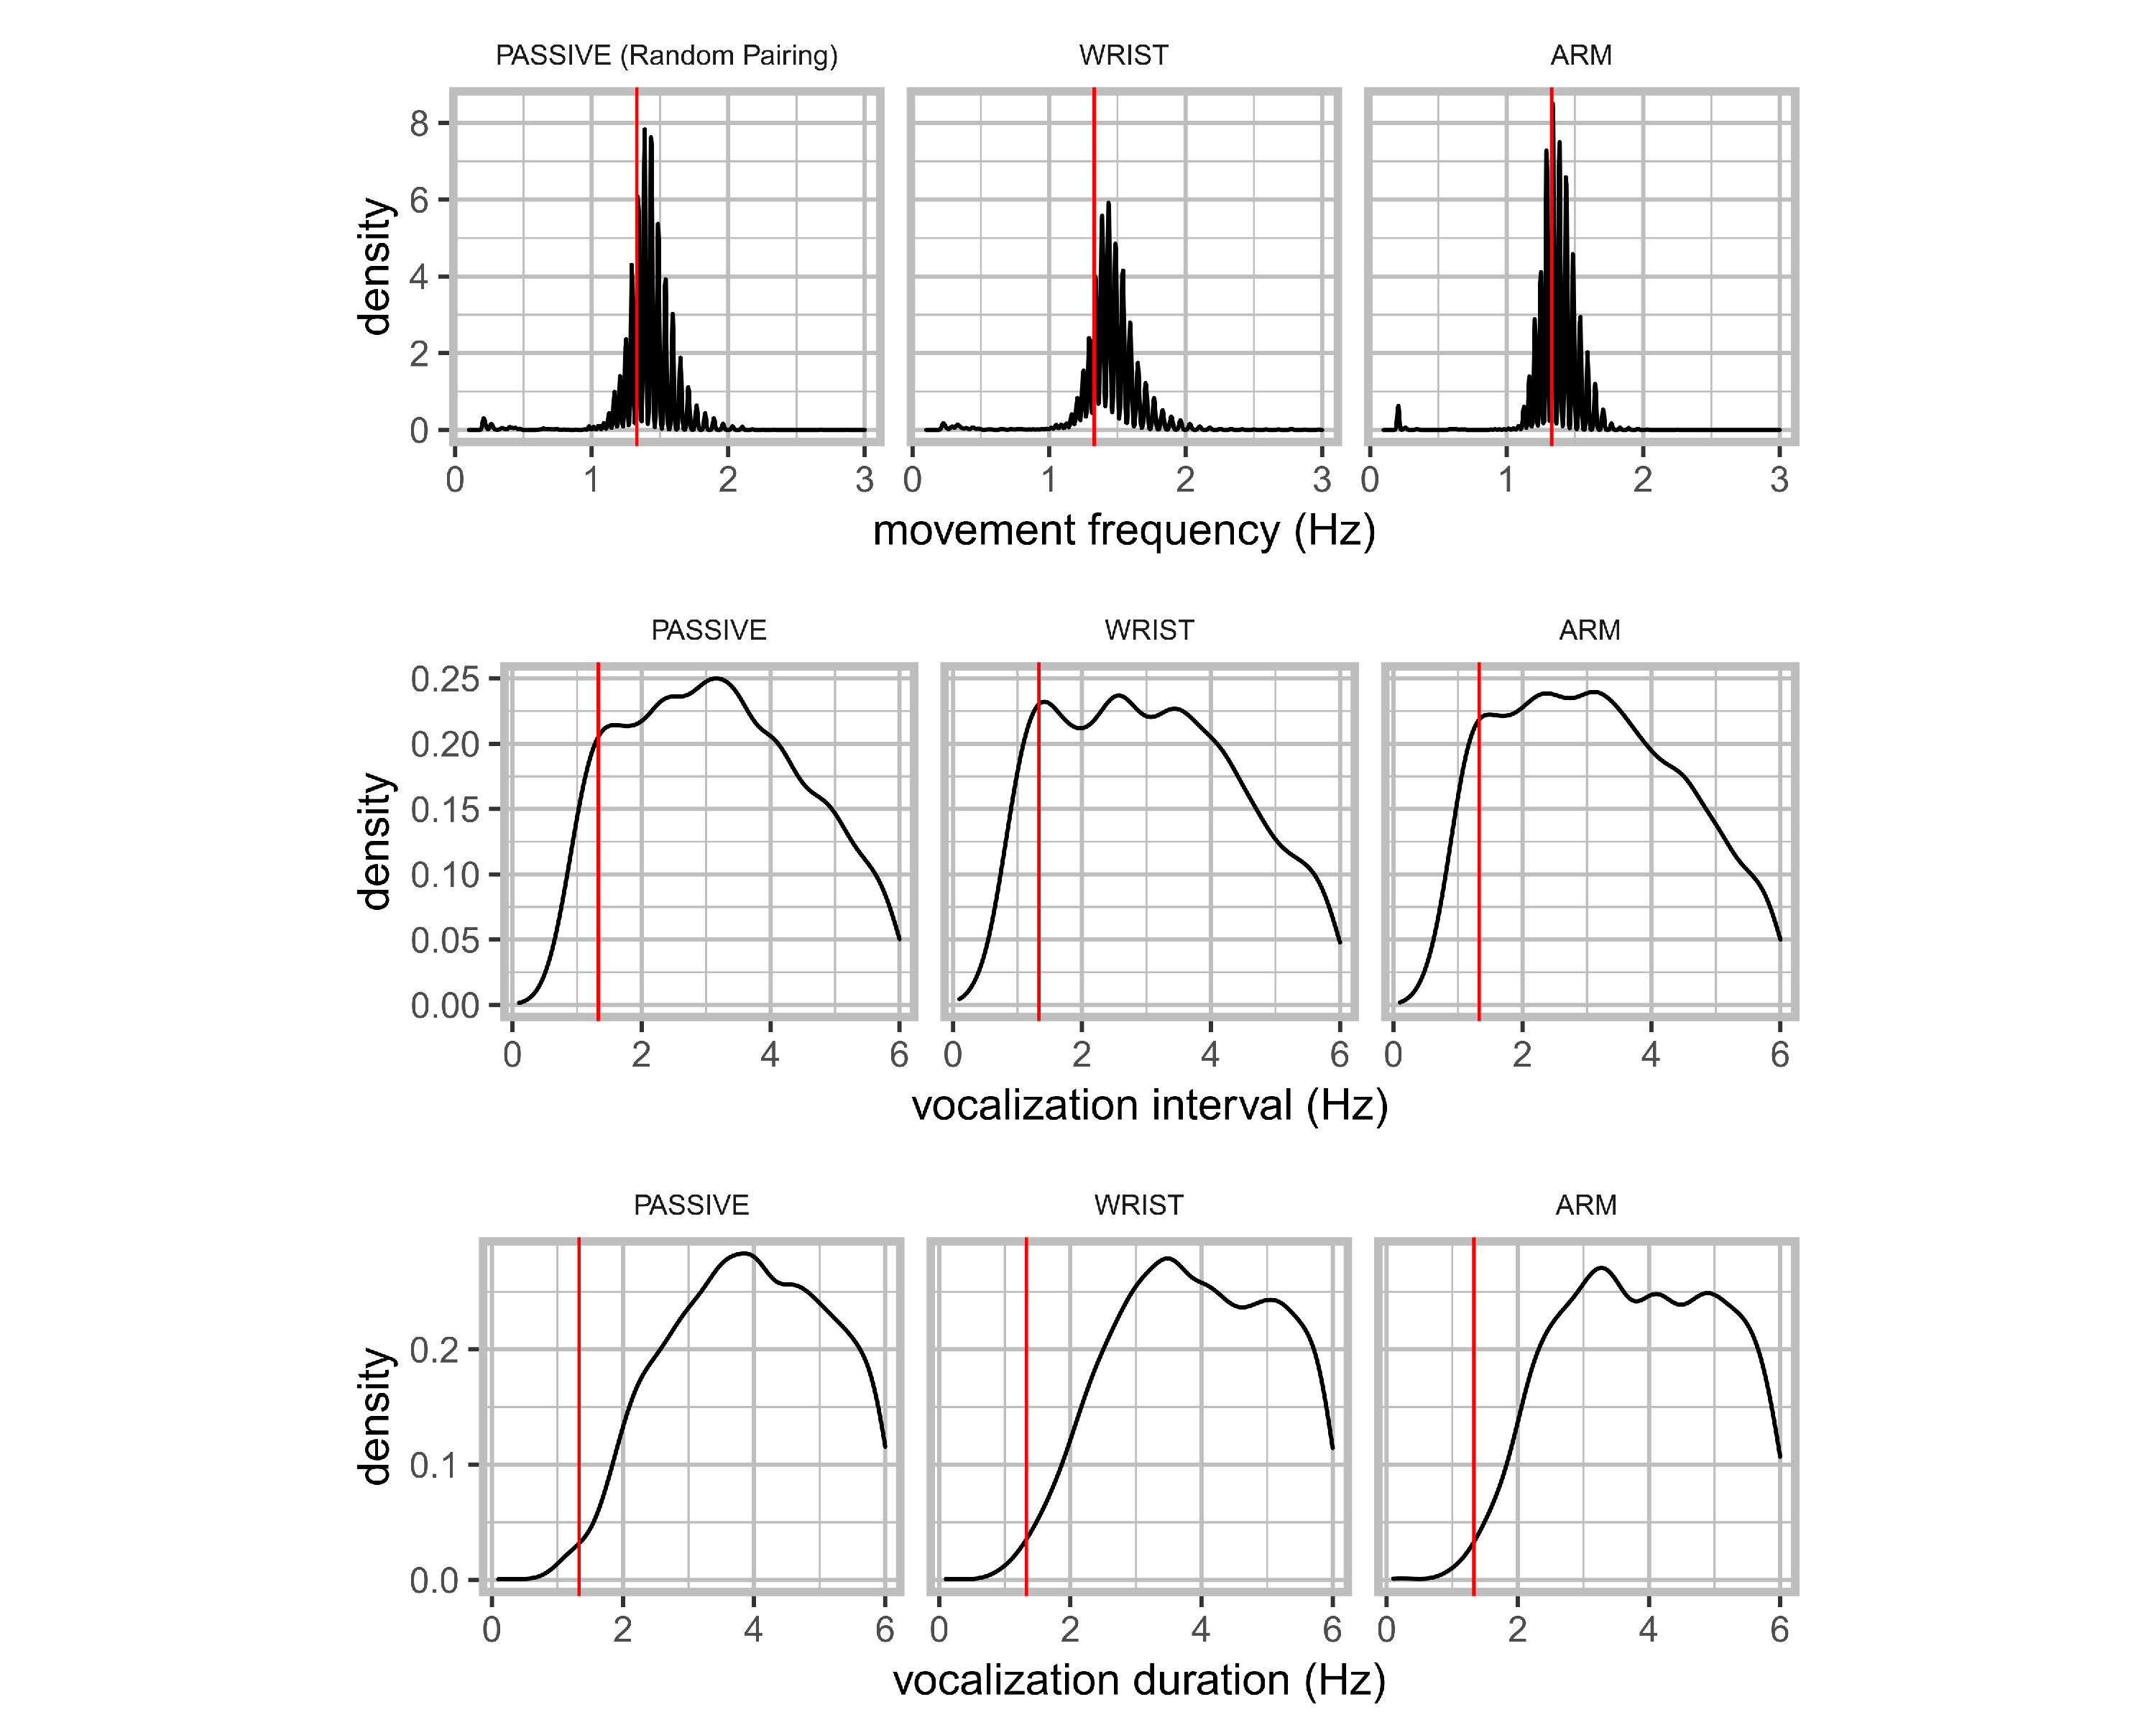 PASSIVE (Random Pairing) WRIST ARM
density
8
6
4
2
0
0 1 2 3 0 1 2 3 0 1 2 3
movement frequency (Hz)
PASSIVE WRIST ARM
density
0.25
0.20
0.15
0.10
0.05
0.00
0 2 4 6 0 2 4 6 0 2 4 6
vocalization interval (Hz)
PASSIVE WRIST ARM
density
0.2
0.1
0.0
0 2 4 6 0 2 4 6 0 2 4 6
vocalization duration (Hz)